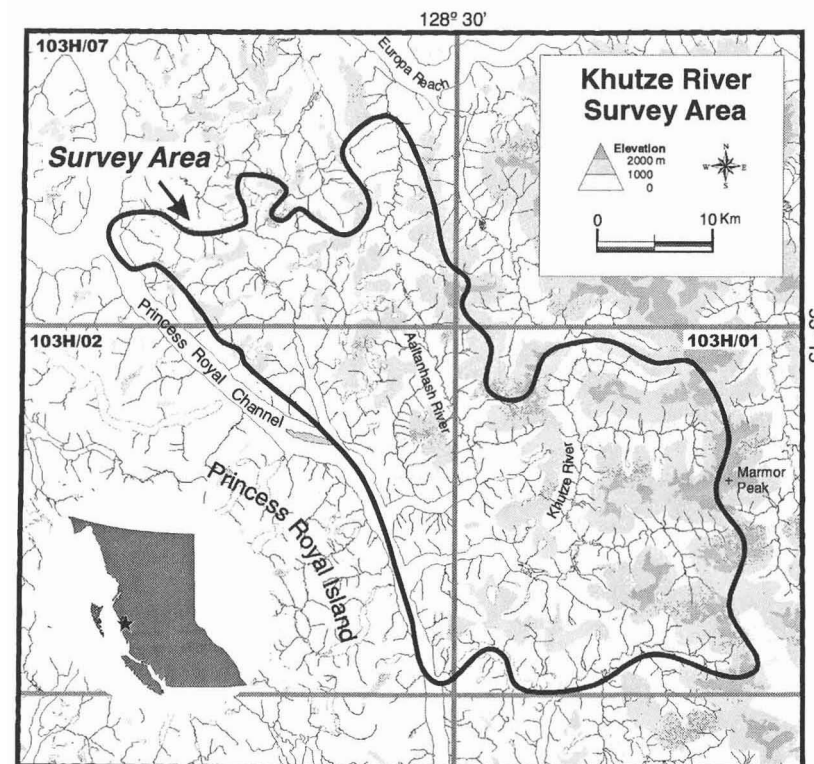 128º 30'
103H/07
Europa Reach
Khutze River
Survey Area
Elevation
2000 m
1000
0
N
W
E
S
0
10 Km
Survey Area
103H/02
Princess Royal Channel
Aaltanhash River
103H/01
Khutze River
Marmor
Peak
Princess Royal Island